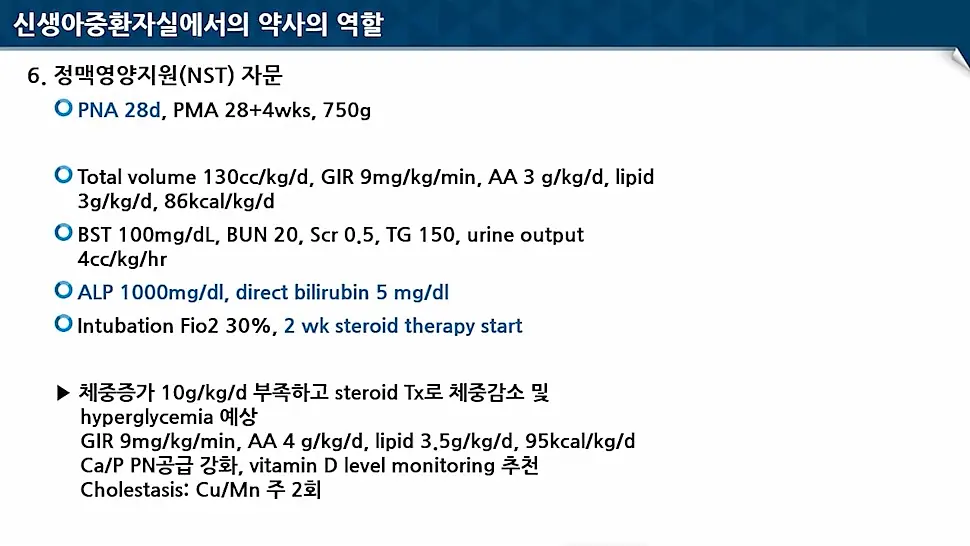 신생아중환자실에서의 약사의 역할
6. 정맥영양지원(NST) 자문
PNA 28d, PMA 28+4wks, 750g
Total volume 130cc/kg/d, GIR 9mg/kg/min, AA 3 g/kg/d, lipid
3g/kg/d, 86kcal/kg/d
BST 100mg/dL, BUN 20, Scr 0.5, TG 150, urine output
4cc/kg/hr
ALP 1000mg/dl, direct bilirubin 5 mg/dl
Intubation Fio2 30%, 2 wk steroid therapy start
▶ 체중증가 10g/kg/d 부족하고 steroid Tx로 체중감소 및
hyperglycemia 예상
GIR 9mg/kg/min, AA 4 g/kg/d, lipid 3.5g/kg/d, 95kcal/kg/d
Ca/P PN공급 강화, vitamin D level monitoring 추천
Cholestasis: Cu/Mn 주 2회